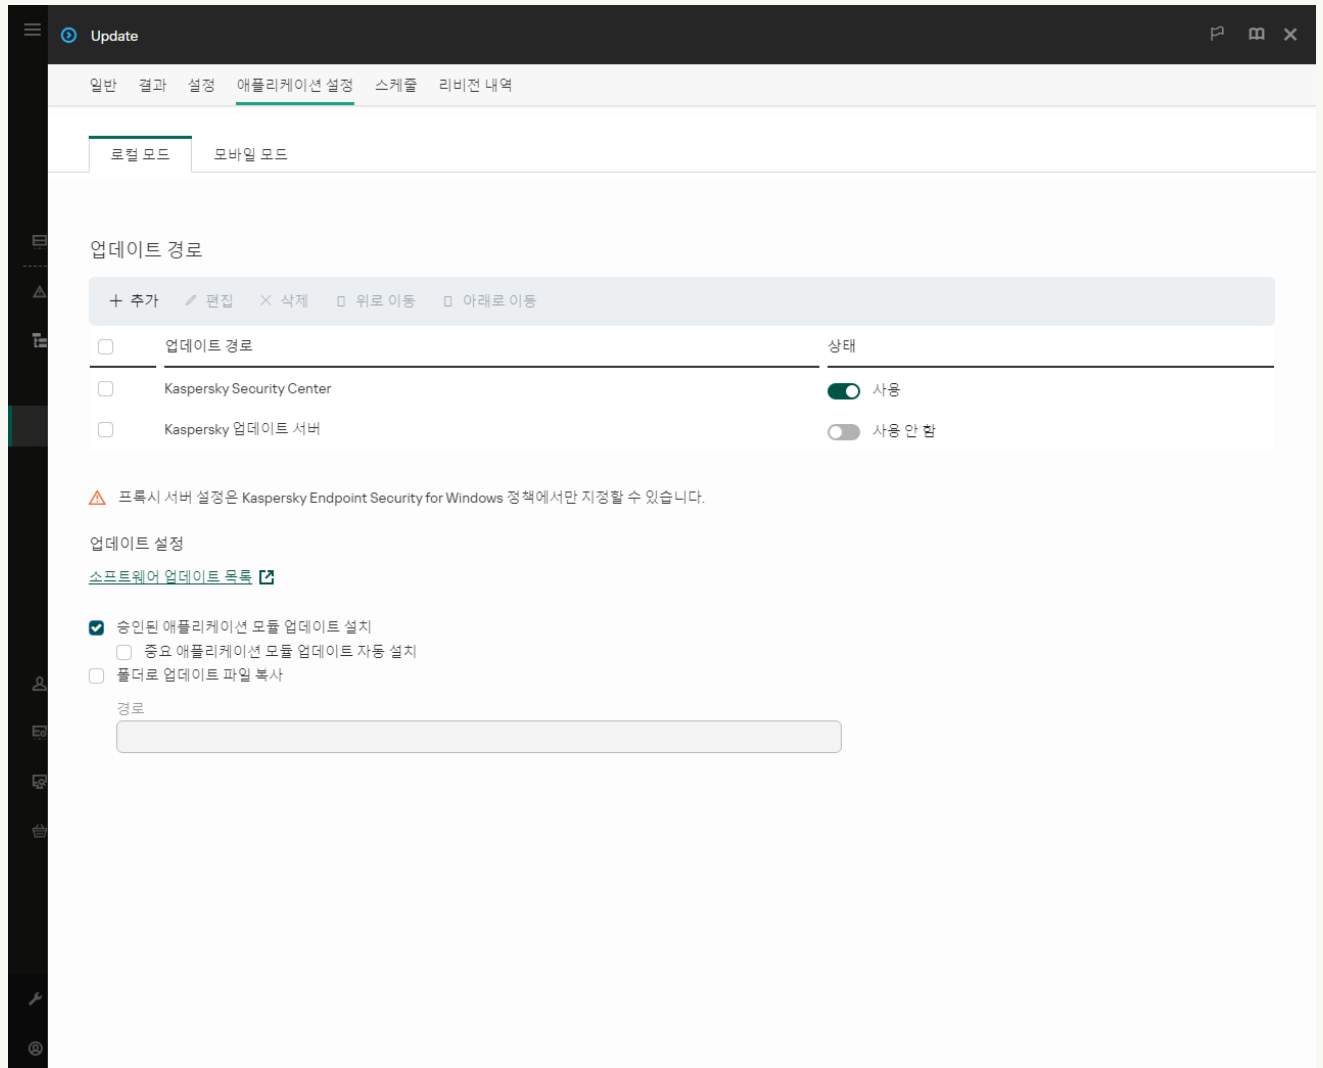 Update
일반 결과 설정 애플리케이션 설정 스케줄 리비전 내역
로컬 모드 모바일 모드
업데이트 경로
추가 편집 삭제 위로 이동 아래로 이동
업데이트 경로 상태
Kaspersky Security Center 사용
Kaspersky 업데이트 서버 사용 안 함
프록시 서버 설정은 Kaspersky Endpoint Security for Windows 정책에서만 지정할 수 있습니다.
업데이트 설정
소프트웨어 업데이트 목록
승인된 애플리케이션 모듈 업데이트 설치
중요 애플리케이션 모듈 업데이트 자동 설치
폴더로 업데이트 파일 복사
경로